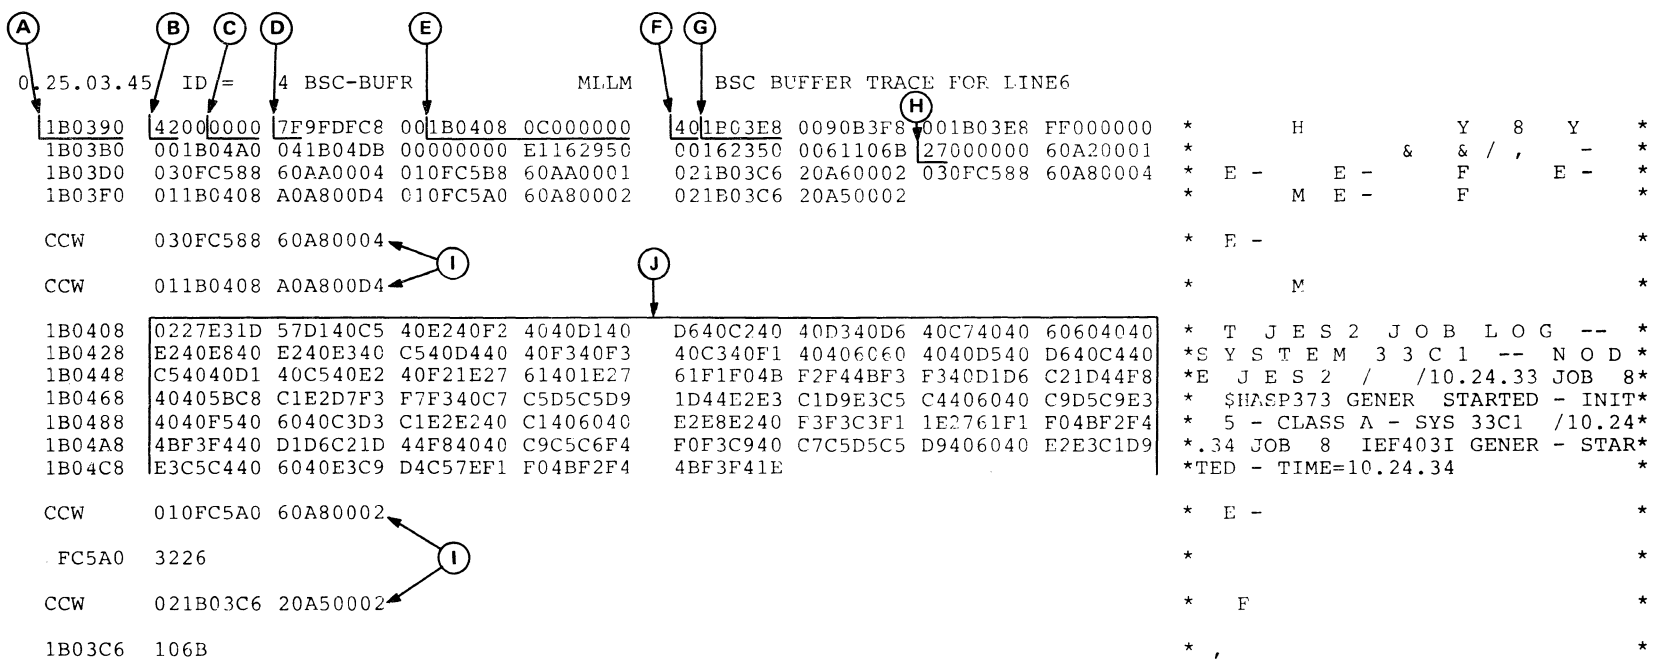 A B C D E F G
0.25.03.45 ID = 4 BSC-BUFR MLLM BSC BUFFER TRACE FOR LINE6
H
1B0390 42000000 7F9FDFC8 001B0408 0C000000 401B03E8 0090B3F8 001B03E8 FF000000 * H Y 8 Y *
1B03B0 001B04A0 041B04DB 00000000 E1162950 00162350 0061106B 27000000 60A20001 * & & / , - *
1B03D0 030FC588 60AA0004 010FC5B8 60AA0001 021B03C6 20A60002 030FC588 60A80004 * E - E - F E - *
1B03F0 011B0408 A0A800D4 010FC5A0 60A80002 021B03C6 20A50002 * M E - F *
CCW 030FC588 60A80004 * E - *
I J
CCW 011B0408 A0A800D4 * M *
1B0408 0227E31D 57D140C5 40E240F2 4040D140 D640C240 40D340D6 40C74040 60604040 * T J E S 2 J O B L O G -- *
1B0428 E240E840 E240E340 C540D440 40F340F3 40C340F1 40406060 4040D540 D640C440 *S Y S T E M 3 3 C 1 -- N O D *
1B0448 C54040D1 40C540E2 40F21E27 61401E27 61F1F04B F2F44BF3 F340D1D6 C21D44F8 *E J E S 2 / /10.24.33 JOB 8*
1B0468 40405BC8 C1E2D7F3 F7F340C7 C5D5C5D9 1D44E2E3 C1D9E3C5 C4406040 C9D5C9E3 * $HASP373 GENER STARTED - INIT*
1B0488 4040F540 6040C3D3 C1E2E240 C1406040 E2E8E240 F3F3C3F1 1E2761F1 F04BF2F4 * 5 - CLASS A - SYS 33C1 /10.24*
1B04A8 4BF3F440 D1D6C21D 44F84040 C9C5C6F4 F0F3C940 C7C5D5C5 D9406040 E2E3C1D9 *.34 JOB 8 IEF403I GENER - STAR*
1B04C8 E3C5C440 6040E3C9 D4C57EF1 F04BF2F4 4BF3F41E *TED - TIME=10.24.34 *
CCW 010FC5A0 60A80002 * E - *
FC5A0 3226 * *
I
CCW 021B03C6 20A50002 * F *
1B03C6 106B * , *